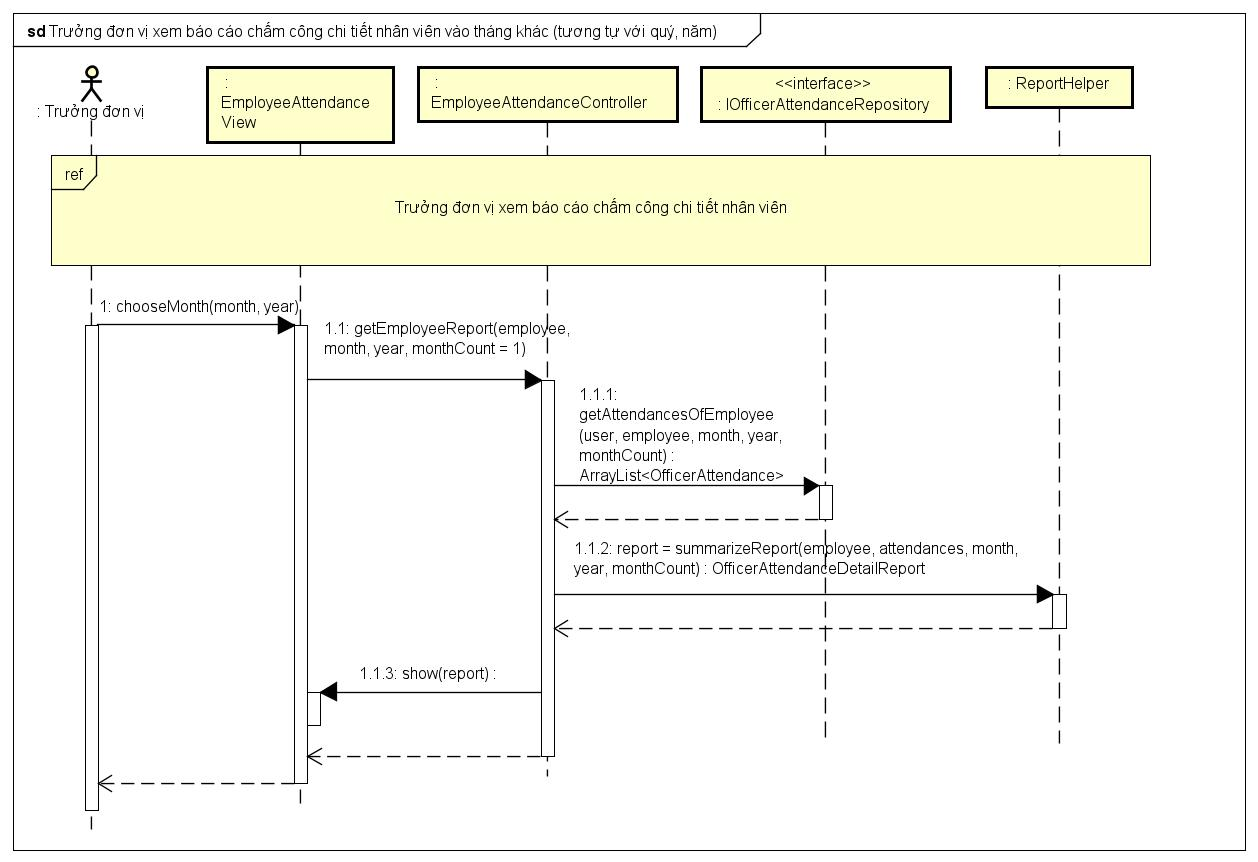 sd Trưởng đơn vị xem báo cáo chấm công chi tiết nhân viên vào tháng khác (tương tự với quý, năm)
: Trưởng đơn vị
:
EmployeeAttendance
View
:
EmployeeAttendanceController
<<interface>>
: IOfficerAttendanceRepository
: ReportHelper
ref
Trưởng đơn vị xem báo cáo chấm công chi tiết nhân viên
1: chooseMonth(month, year)
1.1: getEmployeeReport(employee,
month, year, monthCount = 1)
1.1.1:
getAttendancesOfEmployee
(user, employee, month, year,
monthCount) :
ArrayList<OfficerAttendance>
1.1.2: report = summarizeReport(employee, attendances, month,
year, monthCount) : OfficerAttendanceDetailReport
1.1.3: show(report) :